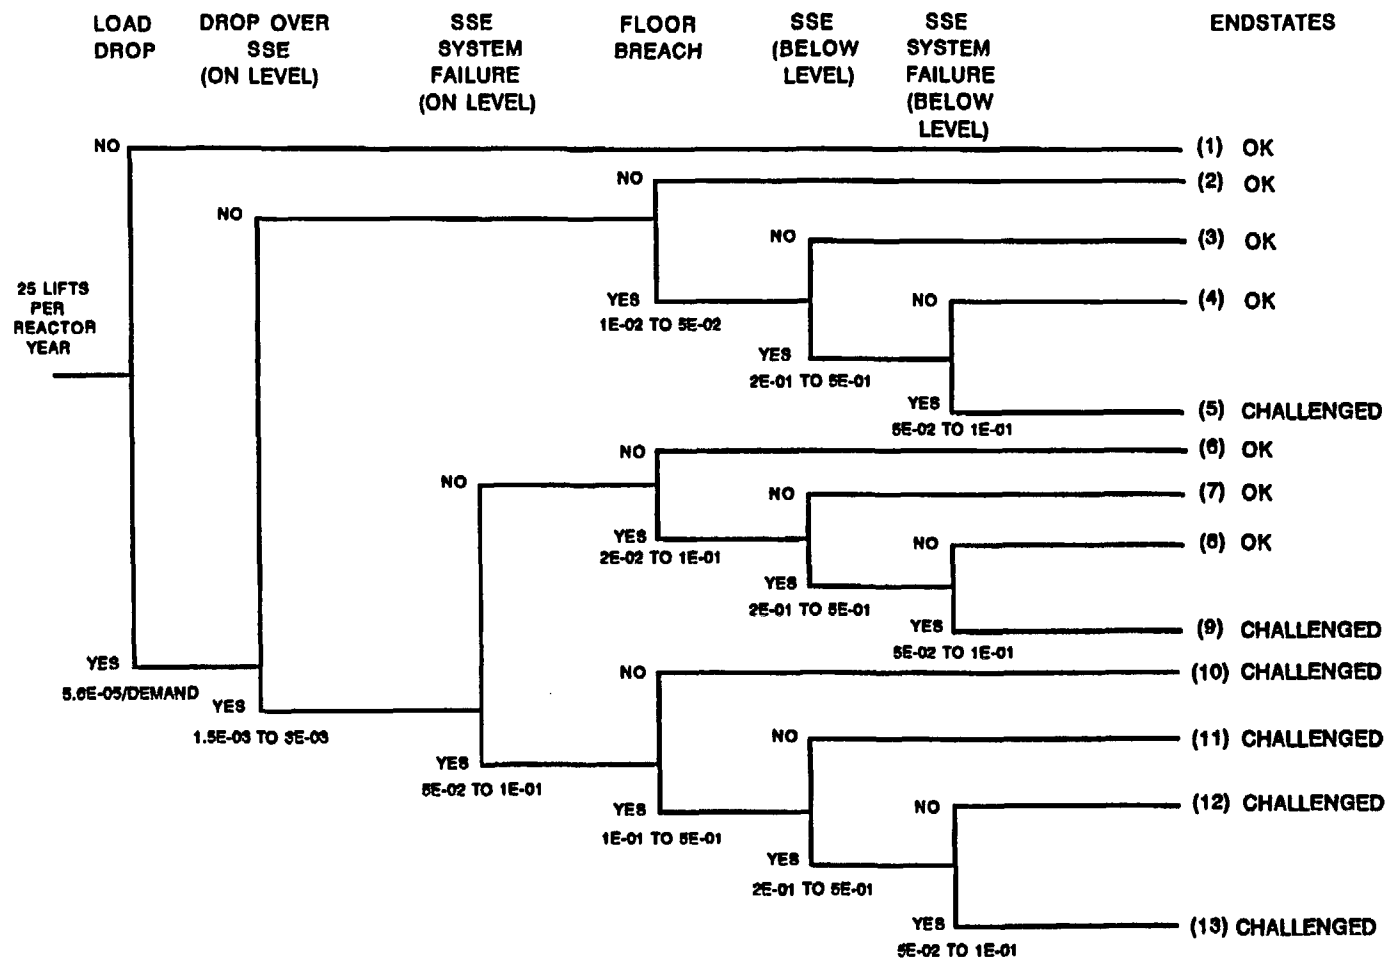 LOAD DROP
DROP OVER SSE (ON LEVEL)
SSE SYSTEM FAILURE (ON LEVEL)
FLOOR BREACH
SSE (BELOW LEVEL)
SSE SYSTEM FAILURE (BELOW LEVEL)
ENDSTATES
NO
(1) OK
NO
(2) OK
NO
NO
(3) OK
25 LIFTS
PER
REACTOR
YEAR
YES
1E-02 TO 5E-02
NO
(4) OK
YES
2E-01 TO 5E-01
YES
5E-02 TO 1E-01
(5) CHALLENGED
NO
(6) OK
NO
NO
(7) OK
YES
2E-02 TO 1E-01
NO
(8) OK
YES
2E-01 TO 5E-01
YES
5E-02 TO 1E-01
(9) CHALLENGED
YES
5.6E-05/DEMAND
NO
(10) CHALLENGED
YES
1.5E-03 TO 3E-03
NO
(11) CHALLENGED
YES
5E-02 TO 1E-01
YES
1E-01 TO 5E-01
NO
(12) CHALLENGED
YES
2E-01 TO 5E-01
YES
5E-02 TO 1E-01
(13) CHALLENGED